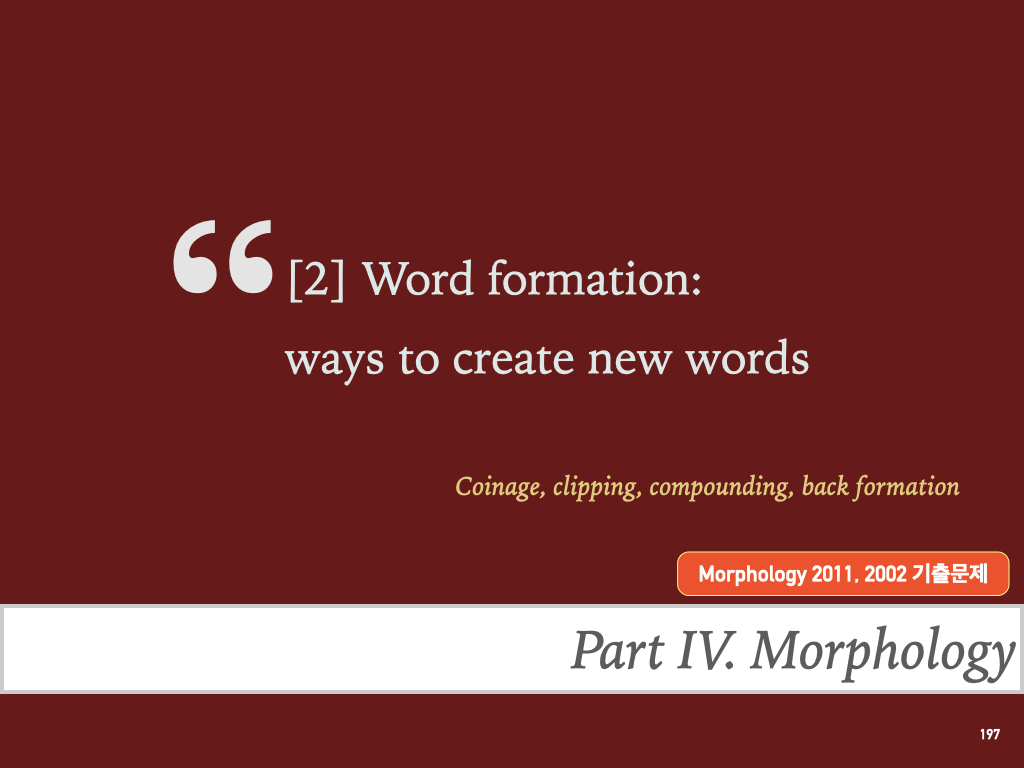 “ [2] Word formation:
ways to create new words
Coinage, clipping, compounding, back formation
Morphology 2011, 2002 기출문제
Part IV. Morphology
197